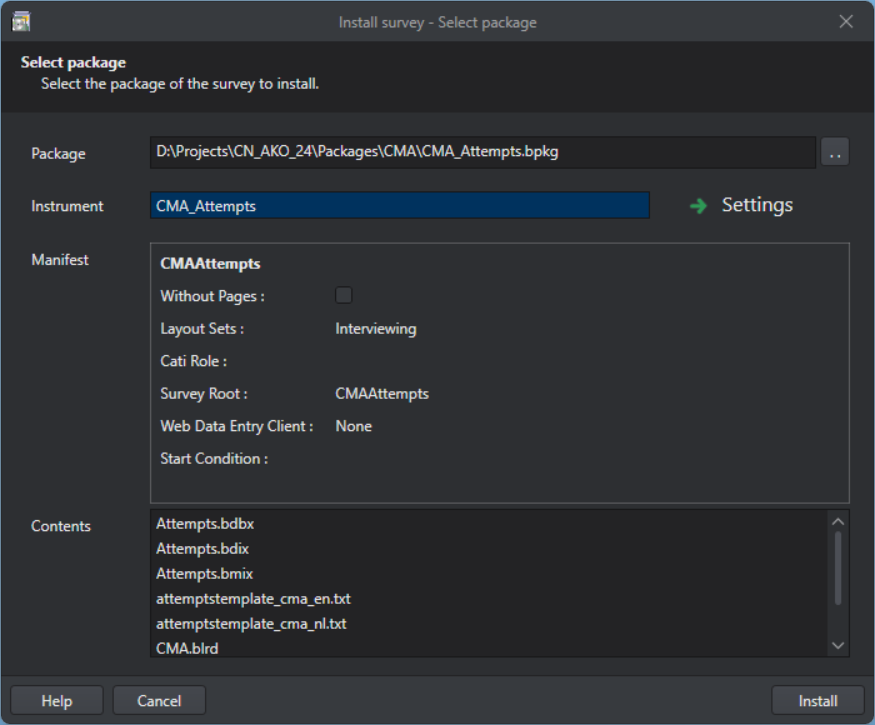 Install survey - Select package
Select package
Select the package of the survey to install.
Package D:\Projects\CN_AKO_24\Packages\CMA\CMA_Attempts.bpkg ..
Instrument CMA_Attempts Settings
Manifest CMAAttempts
Without Pages :
Layout Sets : Interviewing
Cati Role :
Survey Root : CMAAttempts
Web Data Entry Client : None
Start Condition :
Contents Attempts.bdbx
Attempts.bdix
Attempts.bmix
attemptstemplate_cma_en.txt
attemptstemplate_cma_nl.txt
CMA.blrd
Help Cancel Install